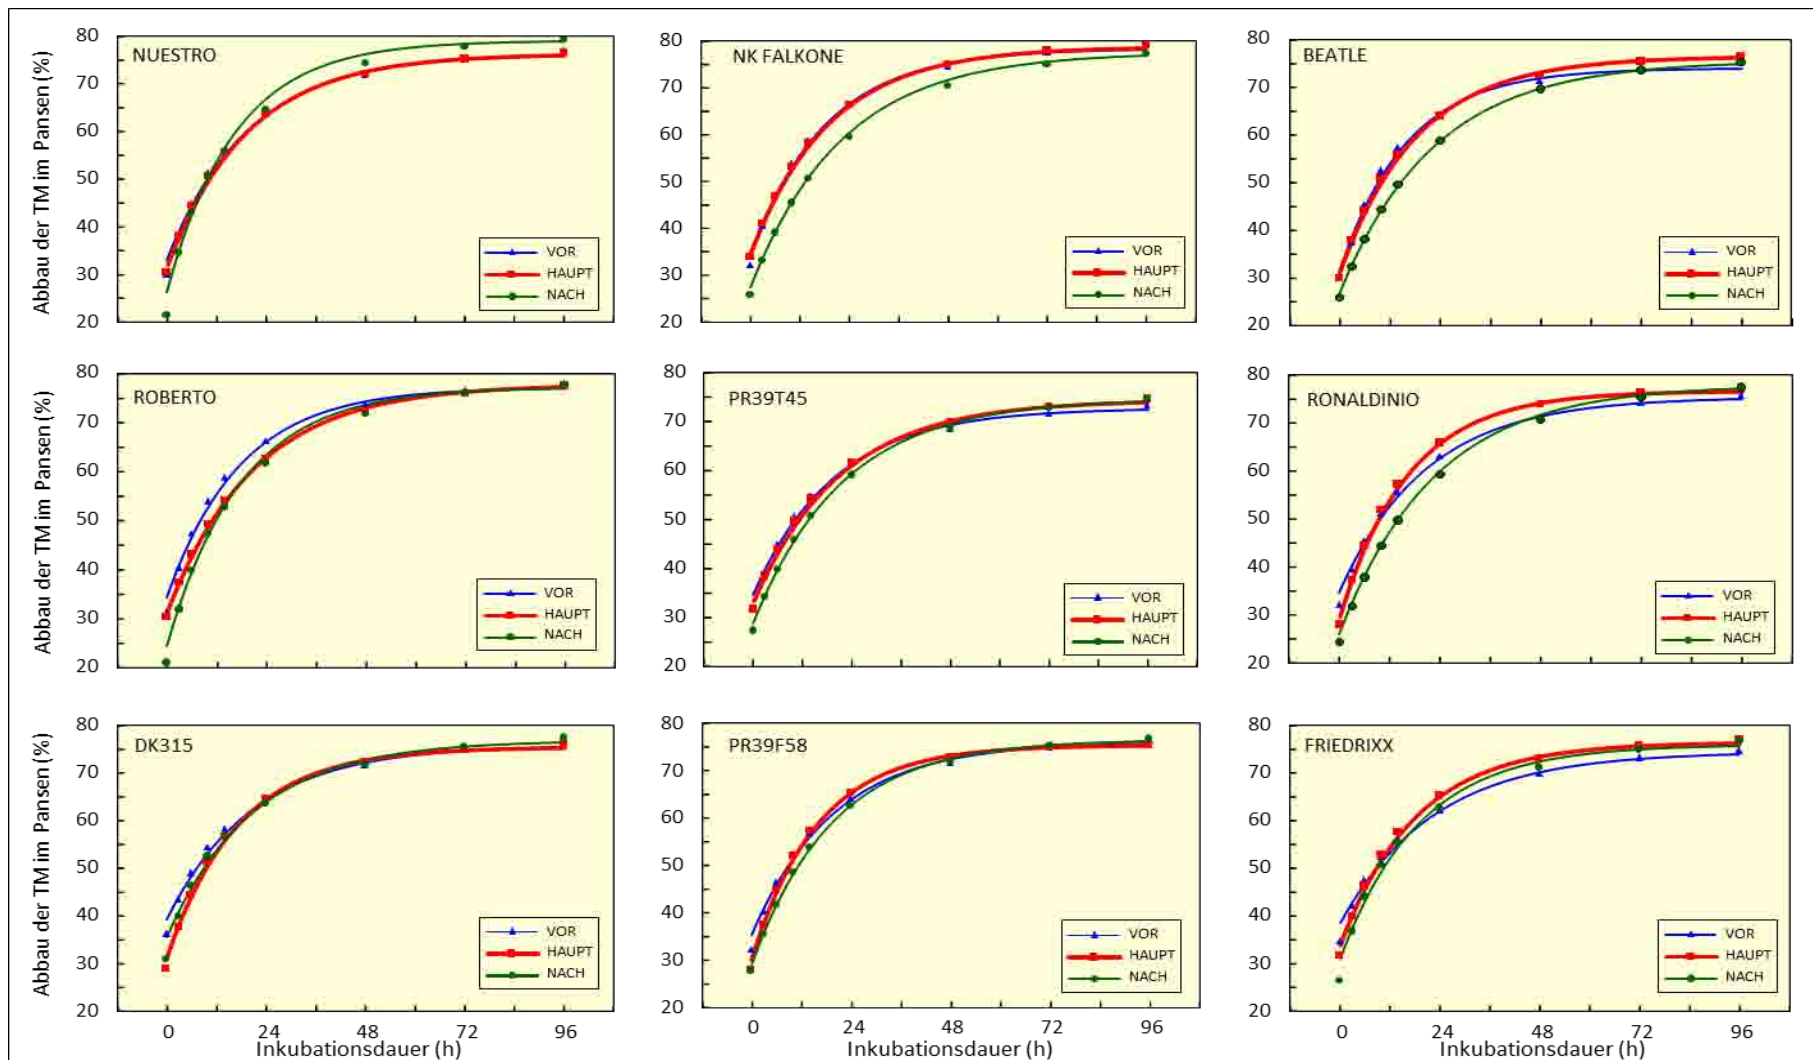 Abbau der TM im Pansen (%)
80
70
60
50
40
30
20
NUESTRO
VOR
HAUPT
NACH
80
70
60
50
40
30
20
NK FALKONE
VOR
HAUPT
NACH
80
70
60
50
40
30
20
BEATLE
VOR
HAUPT
NACH
Abbau der TM im Pansen (%)
80
70
60
50
40
30
20
ROBERTO
VOR
HAUPT
NACH
80
70
60
50
40
30
20
PR39T45
VOR
HAUPT
NACH
80
70
60
50
40
30
20
RONALDINIO
VOR
HAUPT
NACH
Abbau der TM im Pansen (%)
80
70
60
50
40
30
20
DK315
VOR
HAUPT
NACH
0 24 48 72 96
Inkubationsdauer (h)
80
70
60
50
40
30
20
PR39F58
VOR
HAUPT
NACH
0 24 48 72 96
Inkubationsdauer (h)
80
70
60
50
40
30
20
FRIEDRIXX
VOR
HAUPT
NACH
0 24 48 72 96
Inkubationsdauer (h)